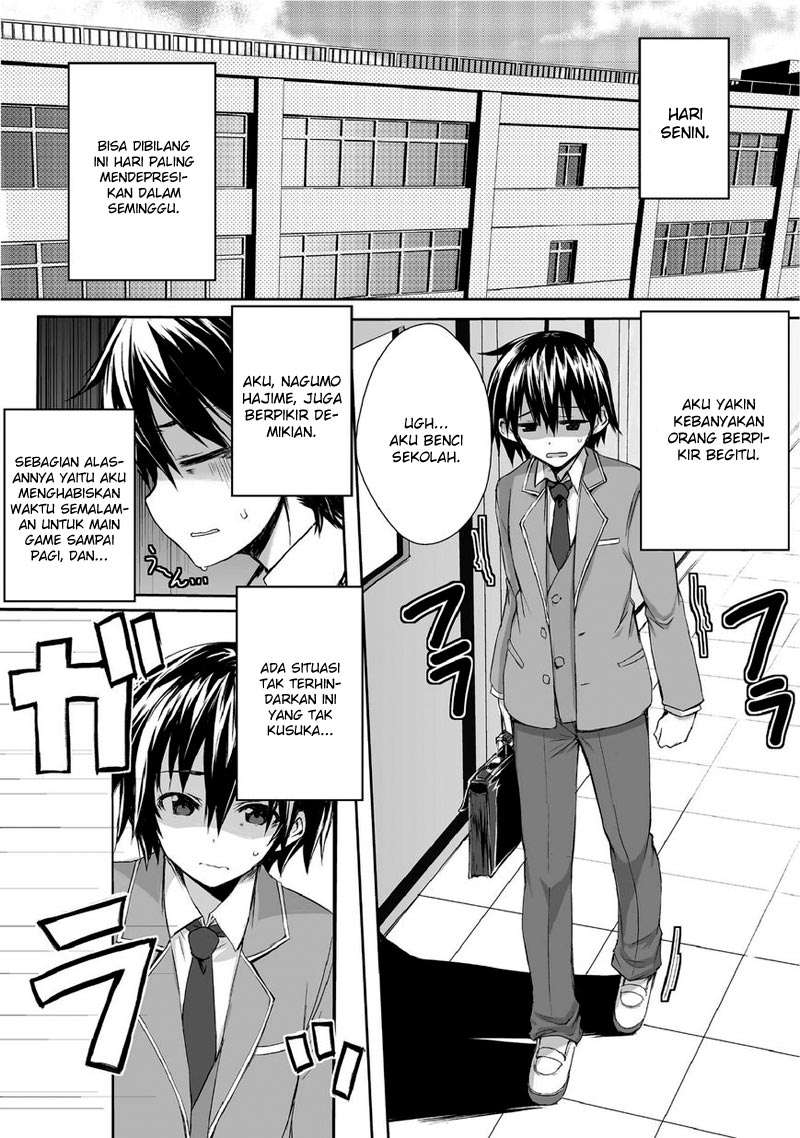 HARI
SENIN.
BISA DIBILANG
INI HARI PALING
MENDEPRESI-
KAN DALAM
SEMINGGU.
AKU YAKIN
KEBANYAKAN
ORANG BERPI-
KIR BEGITU.
UGH...
AKU BENCI
SEKOLAH.
フラ
フラ
AKU, NAGUMO
HAJIME, JUGA
BERPIKIR DE-
MIKIAN.
SEBAGIAN ALAS-
ANNYA YAITU AKU
MENGHABISKAN
WAKTU SEMALAM-
AN UNTUK MAIN
GAME SAMPAI
PAGI, DAN...
う〜ん...
ADA SITUASI
TAK TERHIN-
DARKAN INI
YANG TAK
KUSUKA...
ガラ